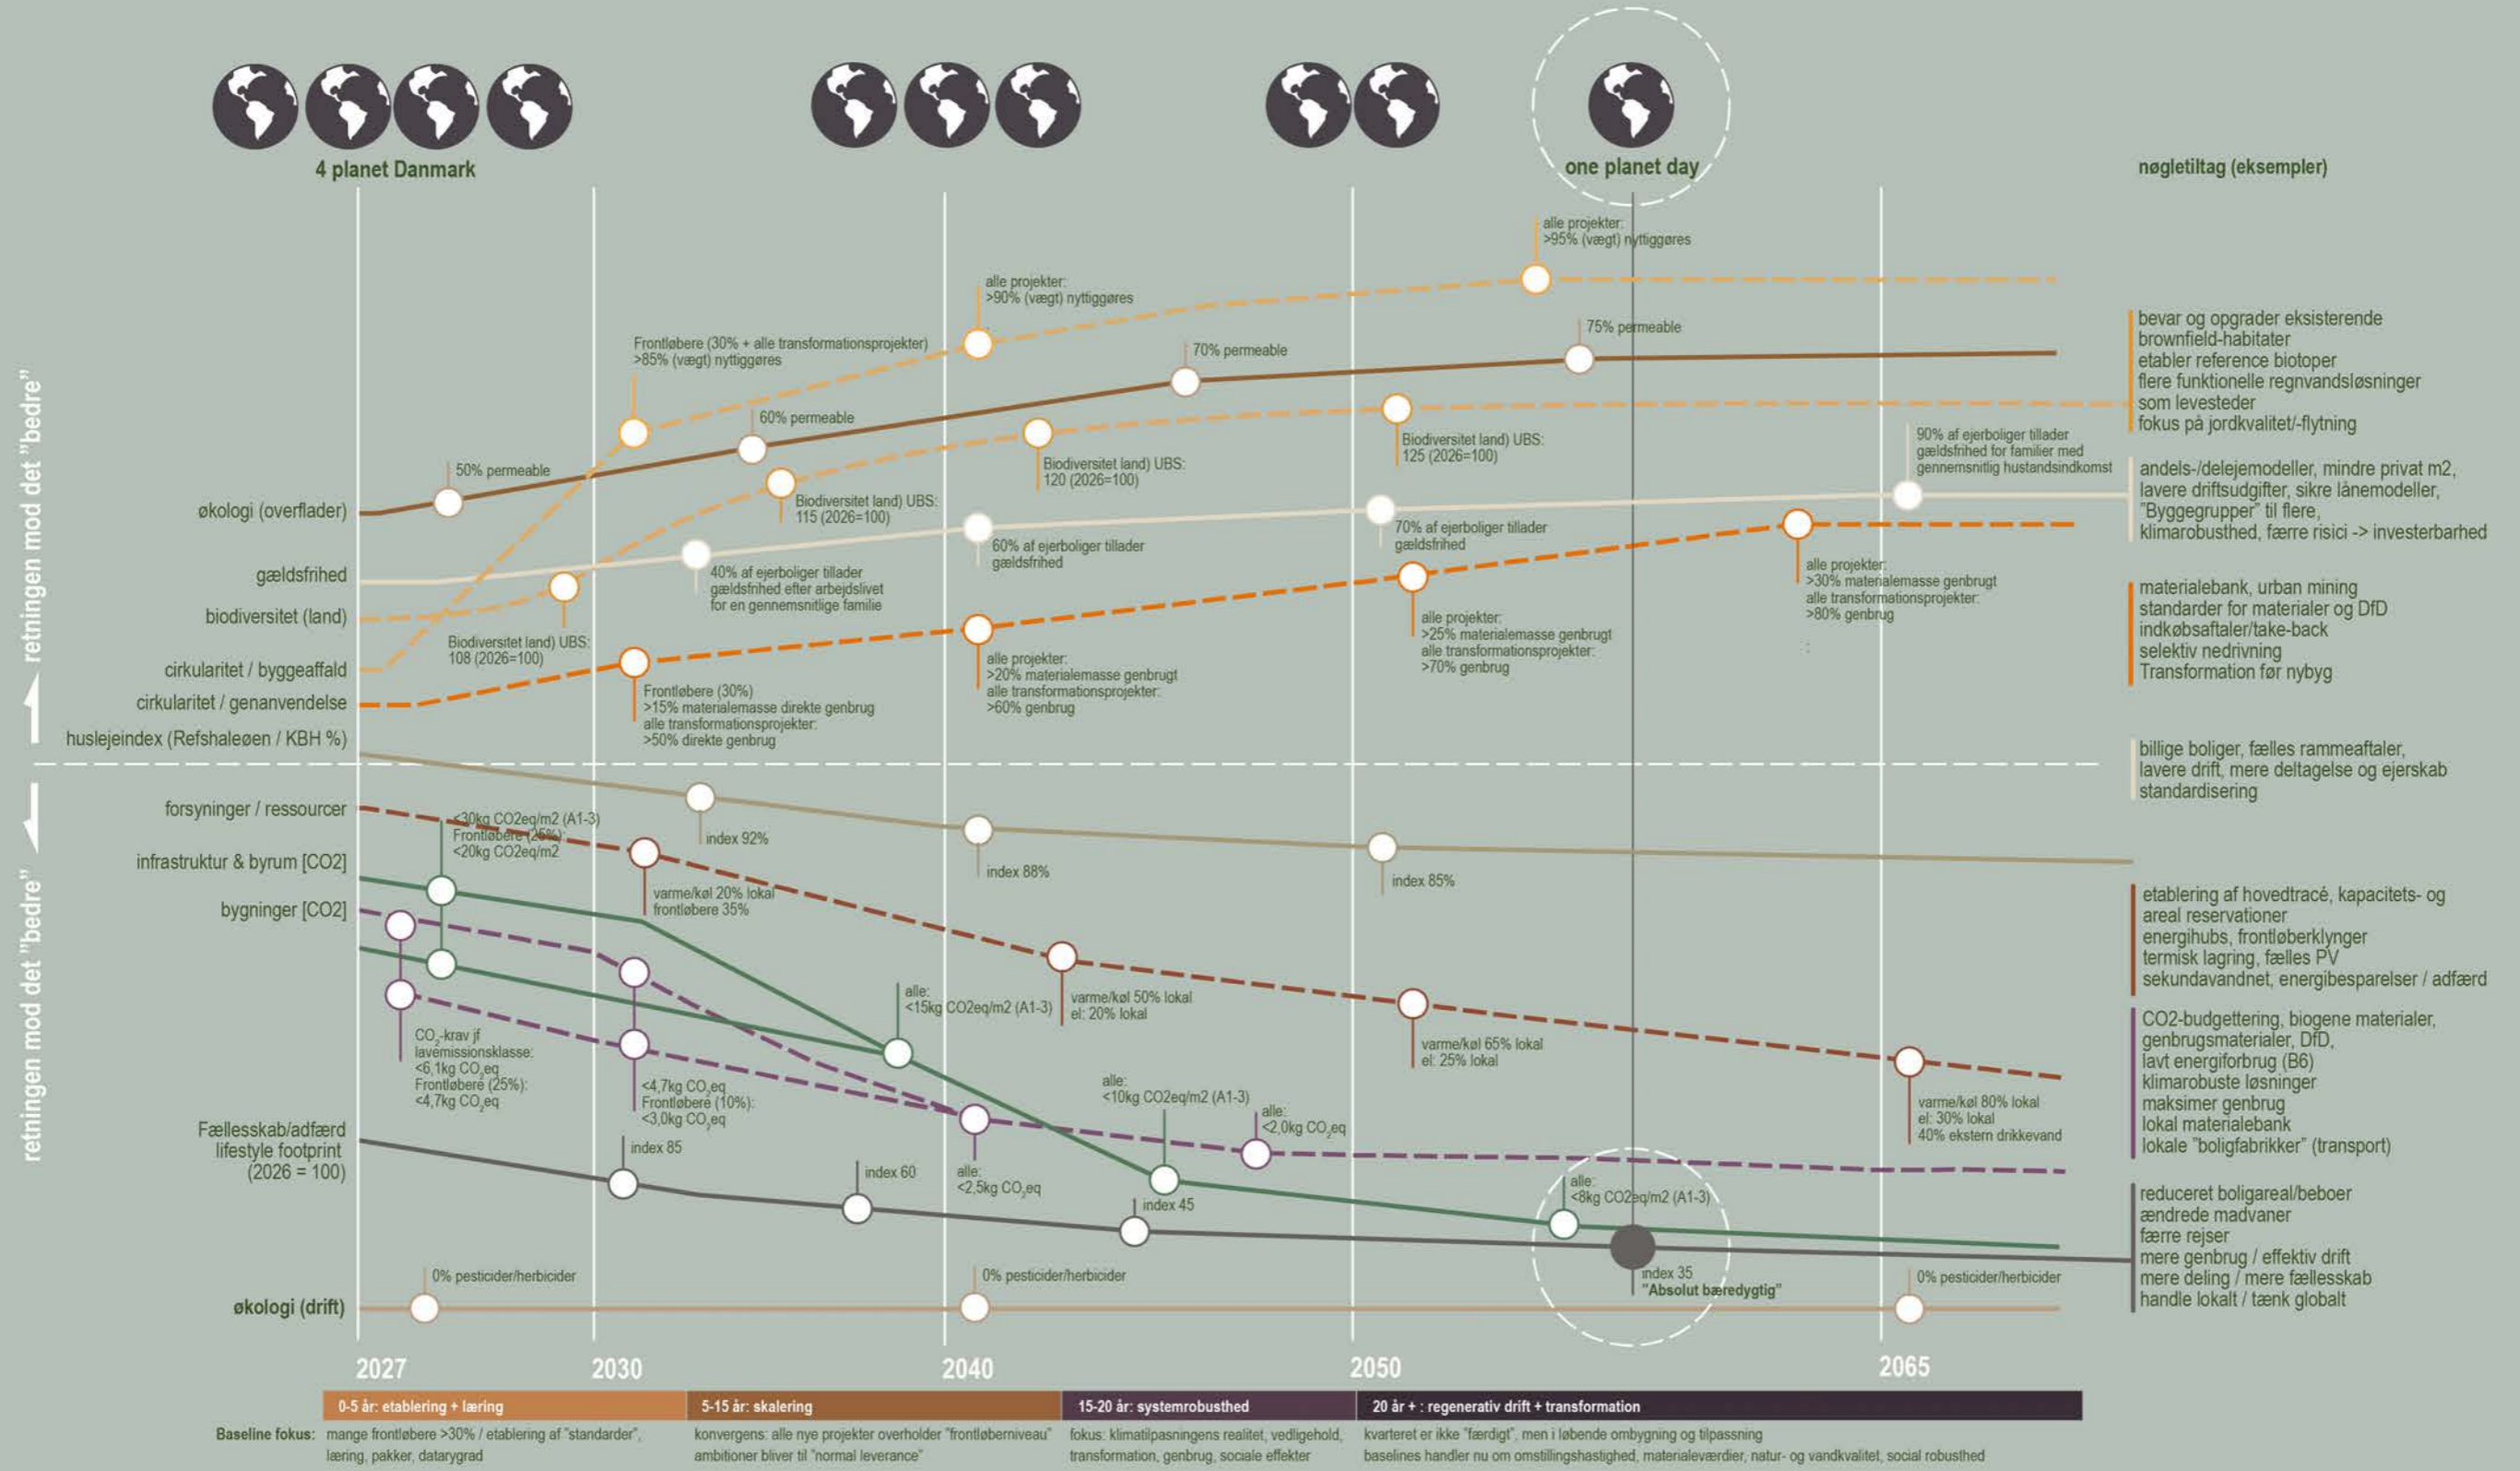 4 planet Danmark
one planet day
nøgletiltag (eksempler)
retningen mod det "bedre"
retningen mod det "bedre"
økologi (overflader)
gældsfrihed
biodiversitet (land)
cirkularitet / byggeaffald
cirkularitet / genanvendelse
huslejeindex (Refshaleøen / KBH %)
forsyninger / ressourcer
infrastruktur & byrum [CO2]
bygninger [CO2]
Fællesskab/adfærd
lifestyle footprint
(2026 = 100)
økologi (drift)
Frontløbere (30% + alle transformationsprojekter)
>85% (vægt) nyttiggøres
alle projekter:
>90% (vægt) nyttiggøres
alle projekter:
>95% (vægt) nyttiggøres
50% permeable
60% permeable
70% permeable
75% permeable
Biodiversitet land) UBS:
108 (2026=100)
Biodiversitet land) UBS:
115 (2026=100)
Biodiversitet land) UBS:
120 (2026=100)
Biodiversitet land) UBS:
125 (2026=100)
40% af ejerboliger tillader
gældsfrihed efter arbejdslivet
for en gennemsnitlige familie
60% af ejerboliger tillader
gældsfrihed
70% af ejerboliger tillader
gældsfrihed
90% af ejerboliger tillader
gældsfrihed for familier med
gennemsnitlig hustandsindkomst
Frontløbere (30%)
>15% materialemasse direkte genbrug
alle transformationsprojekter:
>50% direkte genbrug
alle projekter:
>20% materialemasse genbrugt
alle transformationsprojekter:
>60% genbrug
alle projekter:
>25% materialemasse genbrugt
alle transformationsprojekter:
>70% genbrug
alle projekter:
>30% materialemasse genbrugt
alle transformationsprojekter:
>80% genbrug
:
index 92%
index 88%
index 85%
<30kg CO2eq/m2 (A1-3)
Frontløbere (25%):
<20kg CO2eq/m2
varme/køl 20% lokal
frontløbere 35%
varme/køl 50% lokal
el: 20% lokal
varme/køl 65% lokal
el: 25% lokal
varme/køl 80% lokal
el: 30% lokal
40% ekstern drikkevand
alle:
<15kg CO2eq/m2 (A1-3)
alle:
<10kg CO2eq/m2 (A1-3)
alle:
<8kg CO2eq/m2 (A1-3)
CO₂-krav jf
lavemissionsklasse:
<6,1kg CO₂eq
Frontløbere (25%):
<4,7kg CO₂eq
<4,7kg CO₂eq
Frontløbere (10%):
<3,0kg CO₂eq
alle:
<2,5kg CO₂eq
alle:
<2,0kg CO₂eq
index 85
index 60
index 45
index 35
"Absolut bæredygtig"
0% pesticider/herbicider
0% pesticider/herbicider
0% pesticider/herbicider
bevar og opgrader eksisterende
brownfield-habitater
etabler reference biotoper
flere funktionelle regnvandsløsninger
som levesteder
fokus på jordkvalitet/-flytning
andels-/delejemodeller, mindre privat m2,
lavere driftsudgifter, sikre lånemodeller,
"Byggegrupper" til flere,
klimarobusthed, færre risici -> investerbarhed
materialebank, urban mining
standarder for materialer og DfD
indkøbsaftaler/take-back
selektiv nedrivning
Transformation før nybyg
billige boliger, fælles rammeaftaler,
lavere drift, mere deltagelse og ejerskab
standardisering
etablering af hovedtracé, kapacitets- og
areal reservationer
energihubs, frontløberklynger
termisk lagring, fælles PV
sekundavandnet, energibesparelser / adfærd
CO2-budgettering, biogene materialer,
genbrugsmaterialer, DfD,
lavt energiforbrug (B6)
klimarobuste løsninger
maksimer genbrug
lokal materialebank
lokale "boligfabrikker" (transport)
reduceret boligareal/beboer
ændrede madvaner
færre rejser
mere genbrug / effektiv drift
mere deling / mere fællesskab
handle lokalt / tænk globalt
2027
2030
2040
2050
2065
0-5 år: etablering + læring
5-15 år: skalering
15-20 år: systemrobusthed
20 år + : regenerativ drift + transformation
Baseline fokus:
mange frontløbere >30% / etablering af "standarder",
læring, pakker, datarygrad
konvergens: alle nye projekter overholder "frontløberniveau"
ambitioner bliver til "normal leverance"
fokus: klimatilpasningens realitet, vedligehold,
transformation, genbrug, sociale effekter
kvarteret er ikke "færdigt", men i løbende ombygning og tilpasning
baselines handler nu om omstillingshastighed, materialeværdier, natur- og vandkvalitet, social robusthed